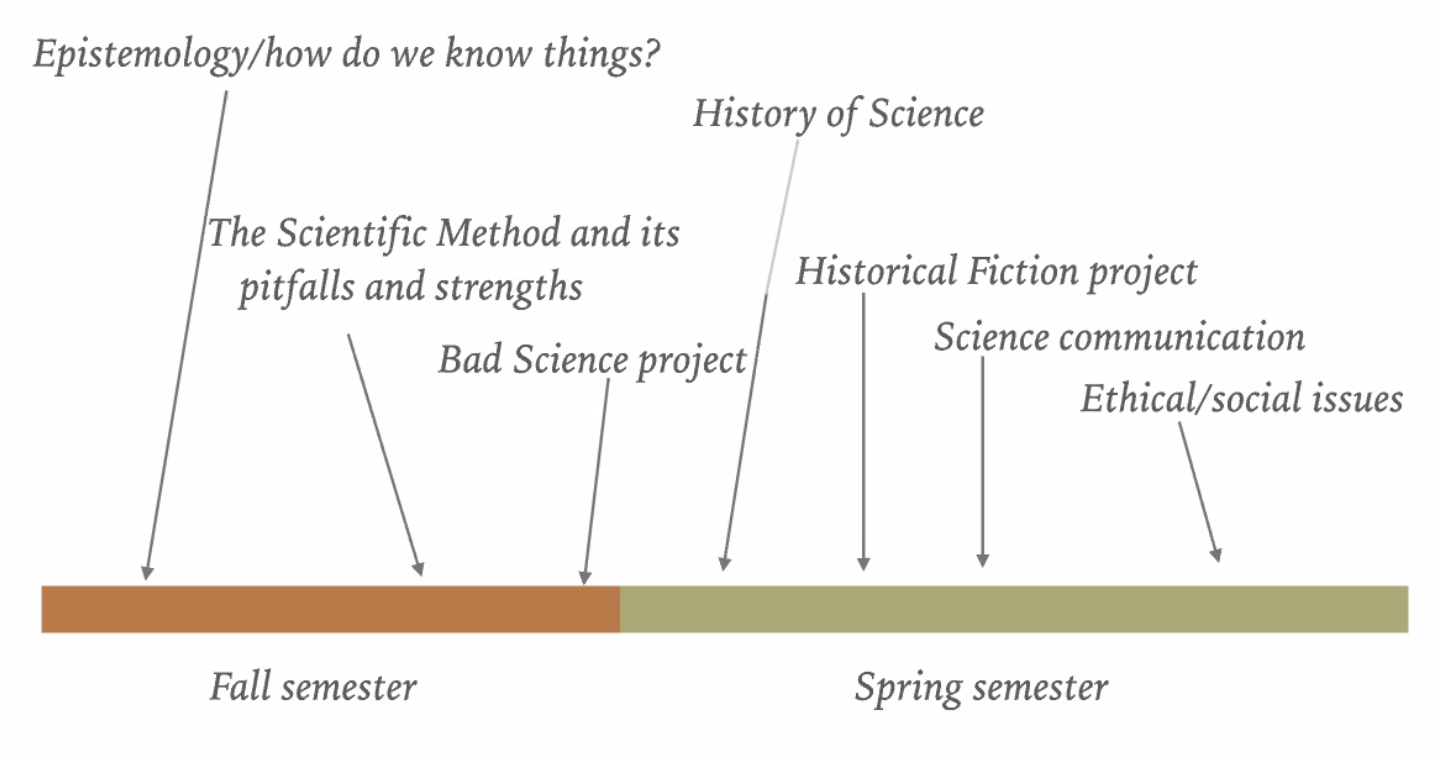 Epistemology/how do we know things?
History of Science
The Scientific Method and its
pitfalls and strengths
Historical Fiction project
Science communication
Bad Science project
Ethical/social issues
Fall semester
Spring semester